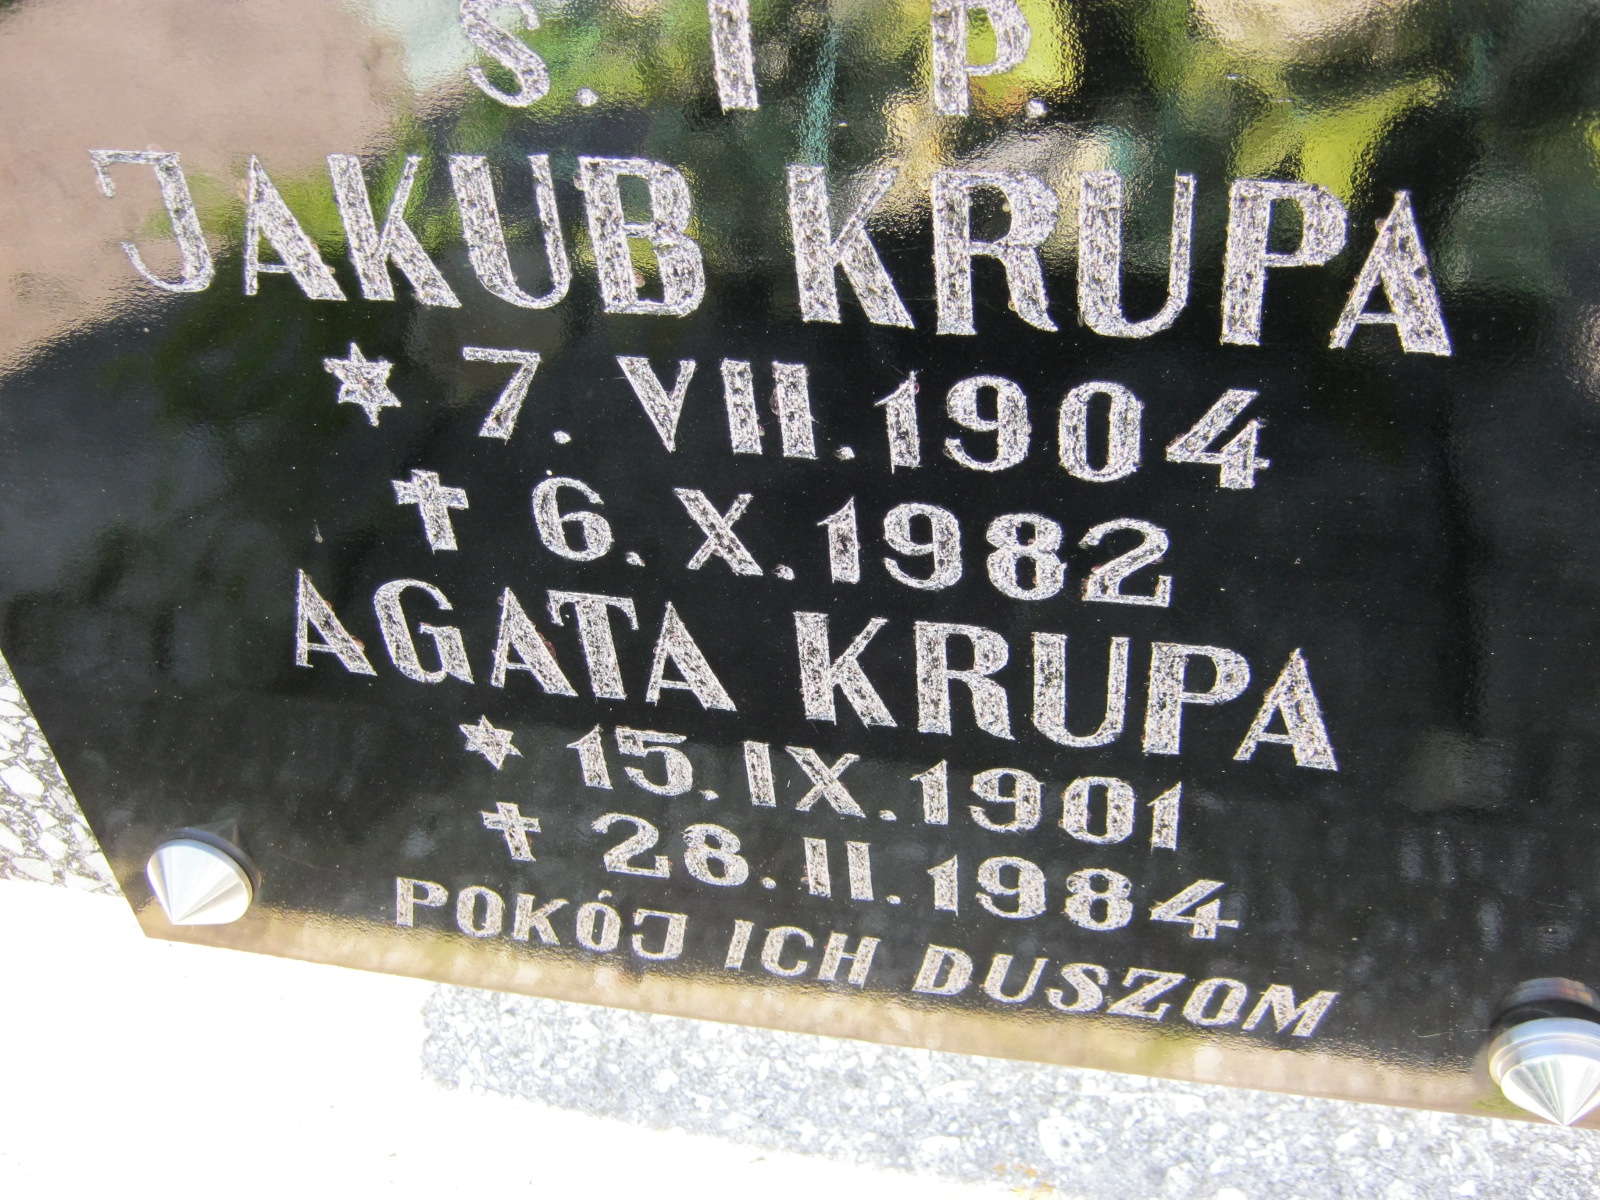 Ś. † P.
JAKUB KRUPA
* 7. VII. 1904
† 6. X. 1982
AGATA KRUPA
* 15. IX. 1901
† 28. II. 1984
POKÓJ ICH DUSZOM